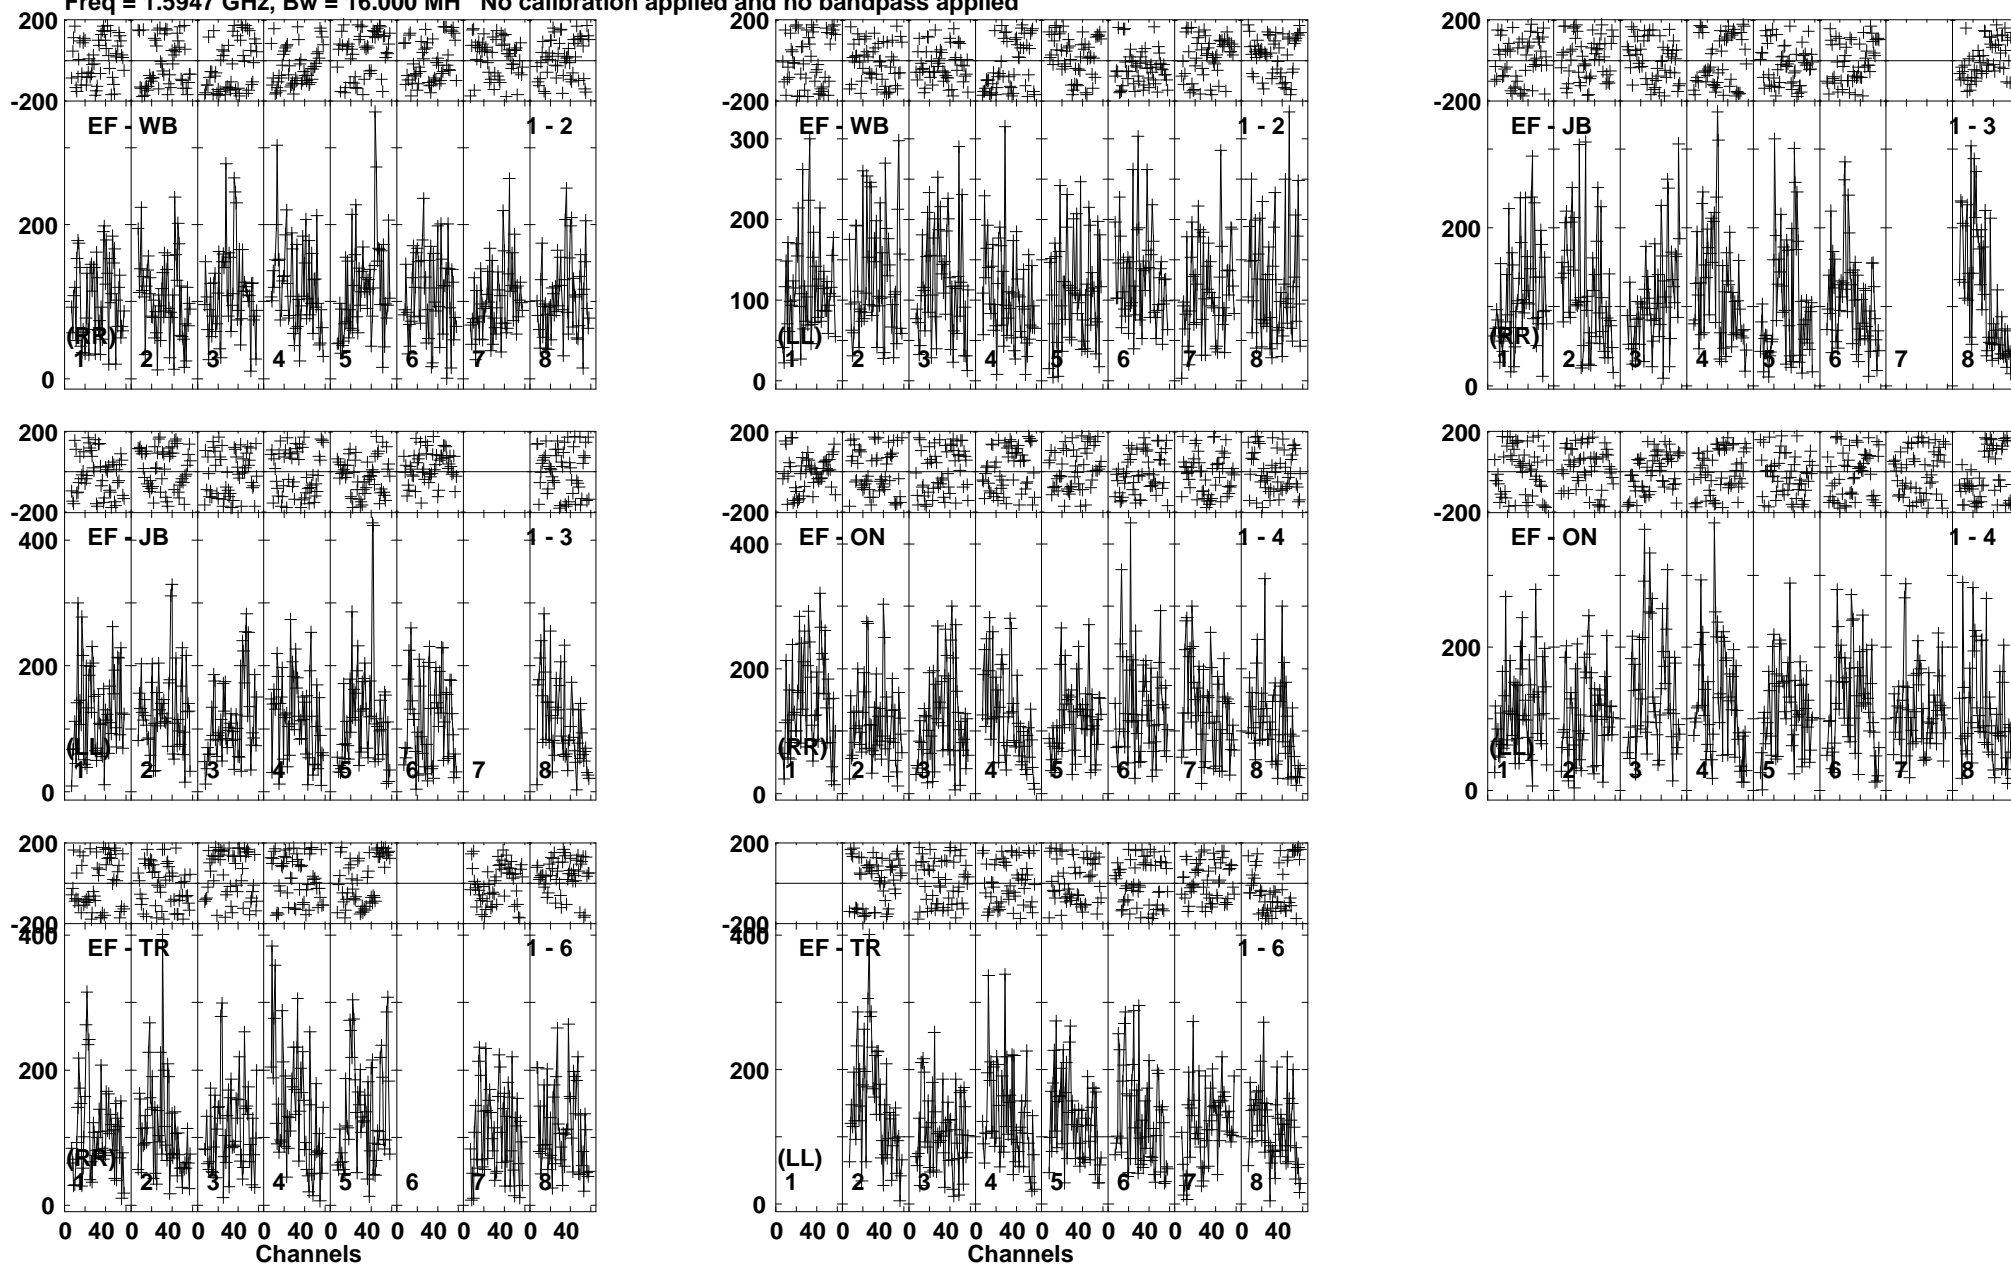 Freq = 1.5947 GHz, Bw = 16.000 MH No calibration applied and no bandpass applied
200 200 200
-200 -200 -200
EF - WB 1 - 2 EF - WB 1 - 2 EF - JB 1 - 3
300
200 200 200
100
(RR) (LL) (RR)
1 2 3 4 5 6 7 8 1 2 3 4 5 6 7 8 1 2 3 4 5 6 7 8
0 0 0
200 200 200
-200 -200 -200
EF - JB 1 - 3 EF - ON 1 - 4 EF - ON 1 - 4
400 400
200 200 200
(LL) (RR) (LL)
1 2 3 4 5 6 7 8 1 2 3 4 5 6 7 8 1 2 3 4 5 6 7 8
0 0 0
200 200
-200 -200
400 400
EF - TR 1 - 6 EF - TR 1 - 6
200 200
(RR) (LL)
1 2 3 4 5 6 7 8 1 2 3 4 5 6 7 8
0 0
0 40 0 40 0 40 0 40 0 40 0 40 0 40 0 40 0 40 0 40 0 40 0 40 0 40 0 40 0 40 0 40
Channels Channels